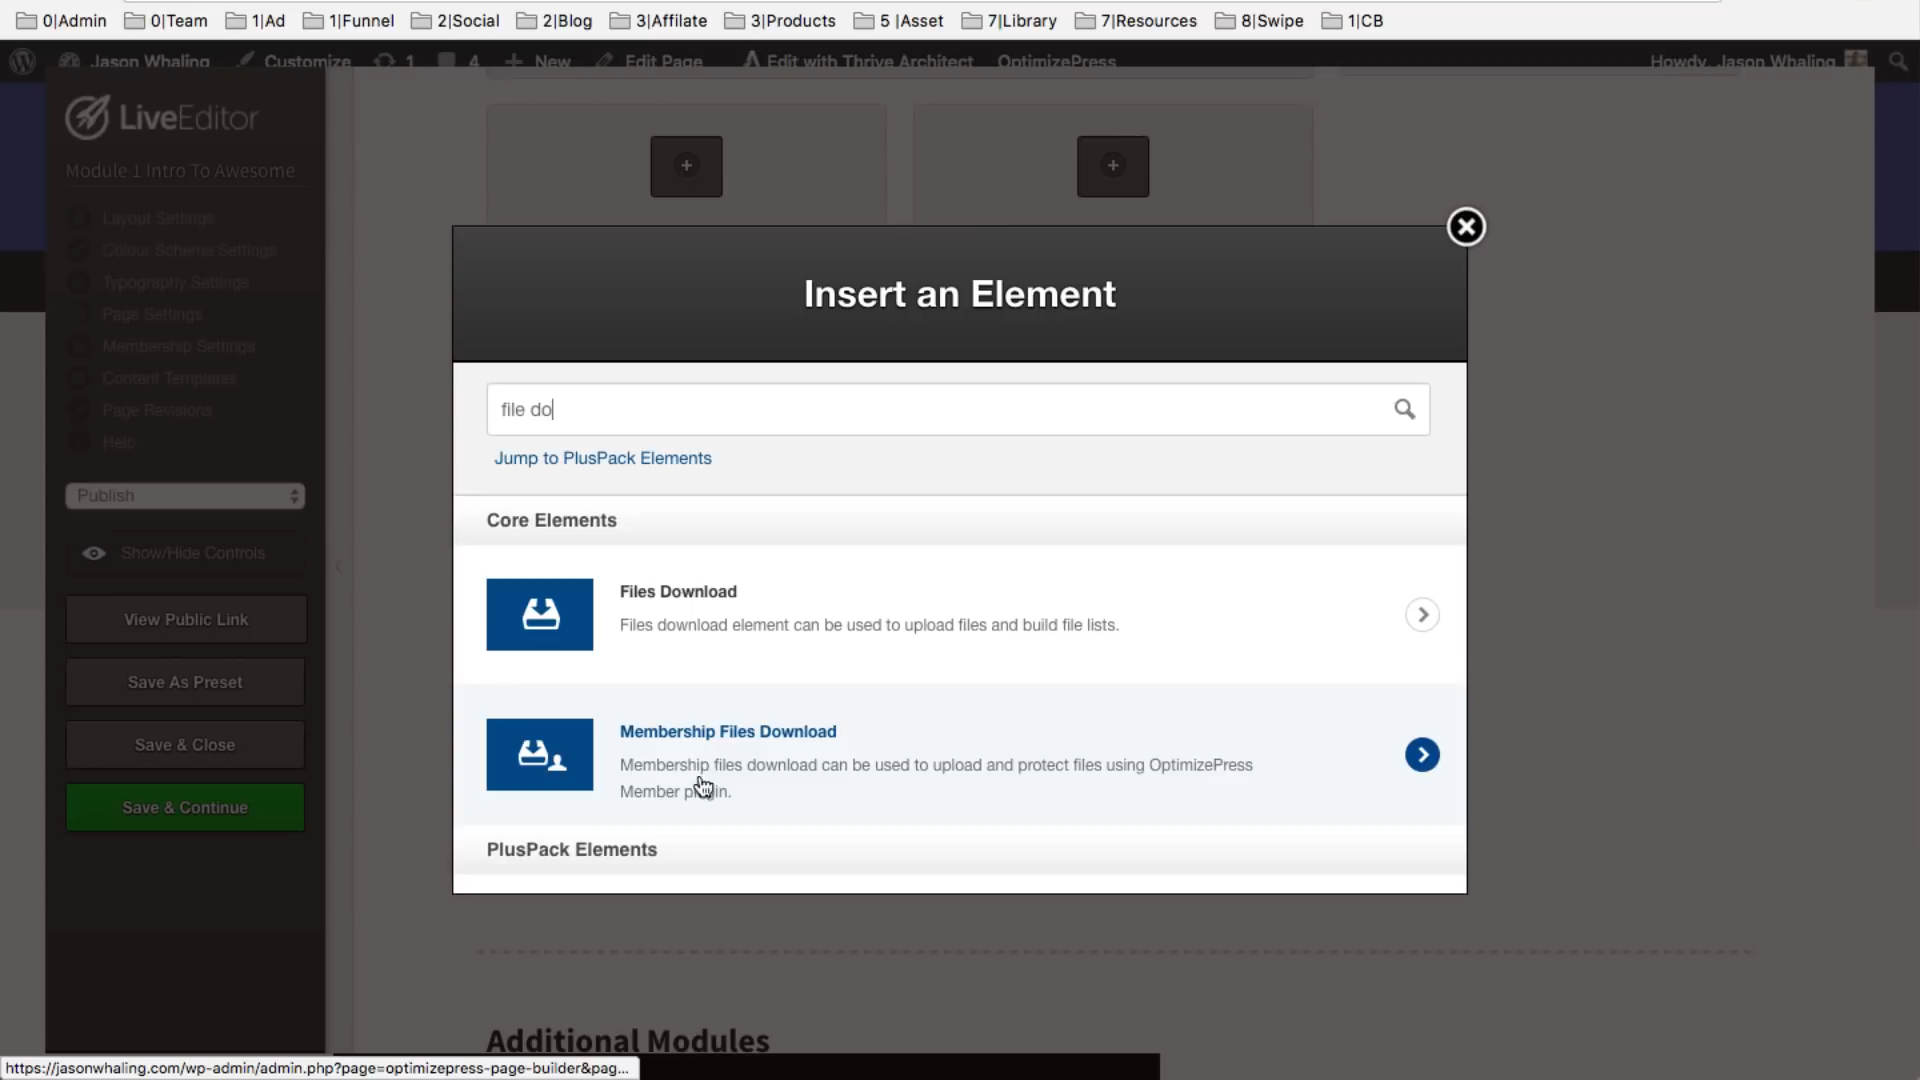 0|Admin 0|Team 1|Ad 1|Funnel 2|Social 2|Blog 3|Affilate 3|Products 5 |Asset 7|Library 7|Resources 8|Swipe 1|CB
Jason Whaling Customize 1 4 New Edit Page Edit with Thrive Architect OptimizePress Howdy, Jason Whaling
LiveEditor
Module 1 Intro To Awesome
Layout Settings
Colour Scheme Settings
Typography Settings
Page Settings
Membership Settings
Content Templates
Page Revisions
Help
Publish
Show/Hide Controls
View Public Link
Save As Preset
Save & Close
Save & Continue
Insert an Element
file do
Jump to PlusPack Elements
Core Elements
Files Download
Files download element can be used to upload files and build file lists.
Membership Files Download
Membership files download can be used to upload and protect files using OptimizePress
Member plugin.
PlusPack Elements
Additional Modules
https://jasonwhaling.com/wp-admin/admin.php?page=optimizepress-page-builder&pag...